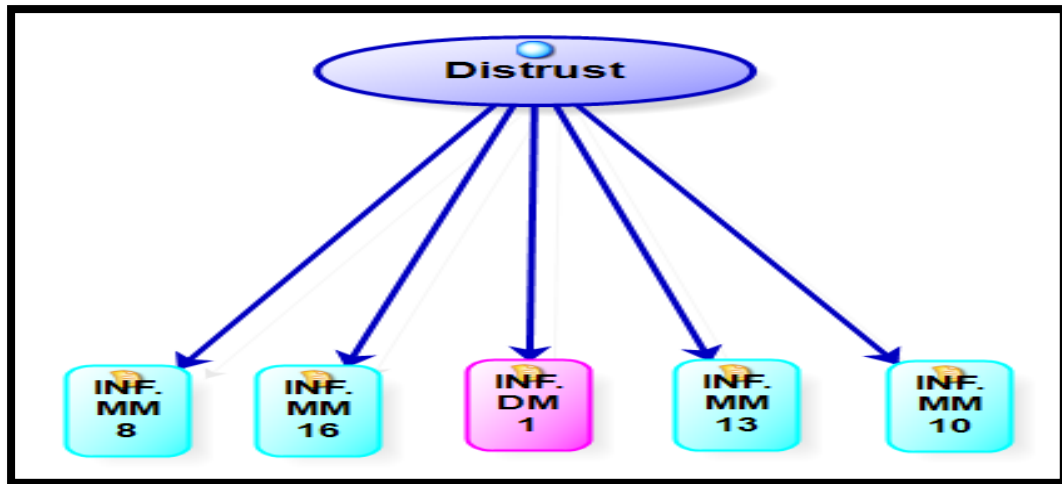 Distrust
INF.
MM
8
INF.
MM
16
INF.
DM
1
INF.
MM
13
INF.
MM
10